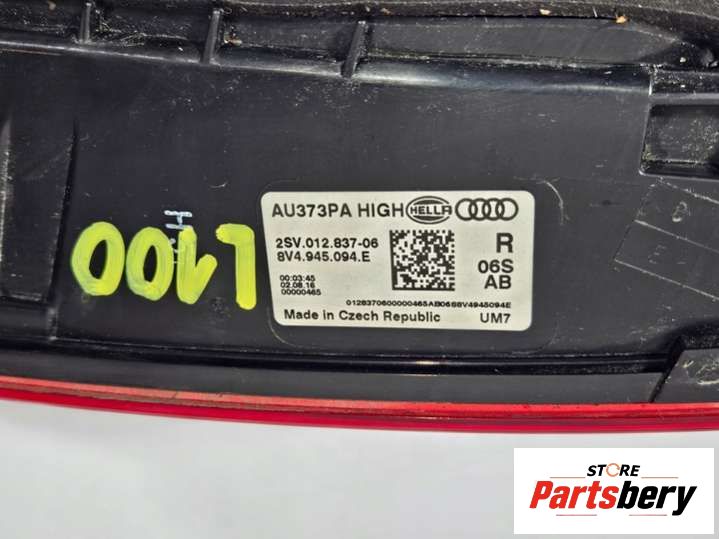 AU373PA HIGH HELLA
2SV.012.837-06 R
8V4.945.094.E
06S
AB
00:03:45
02.08.16
00000465
0128370600000465AB06S8V4945094E
Made in Czech Republic UM7
L100
STORE
Partsbery